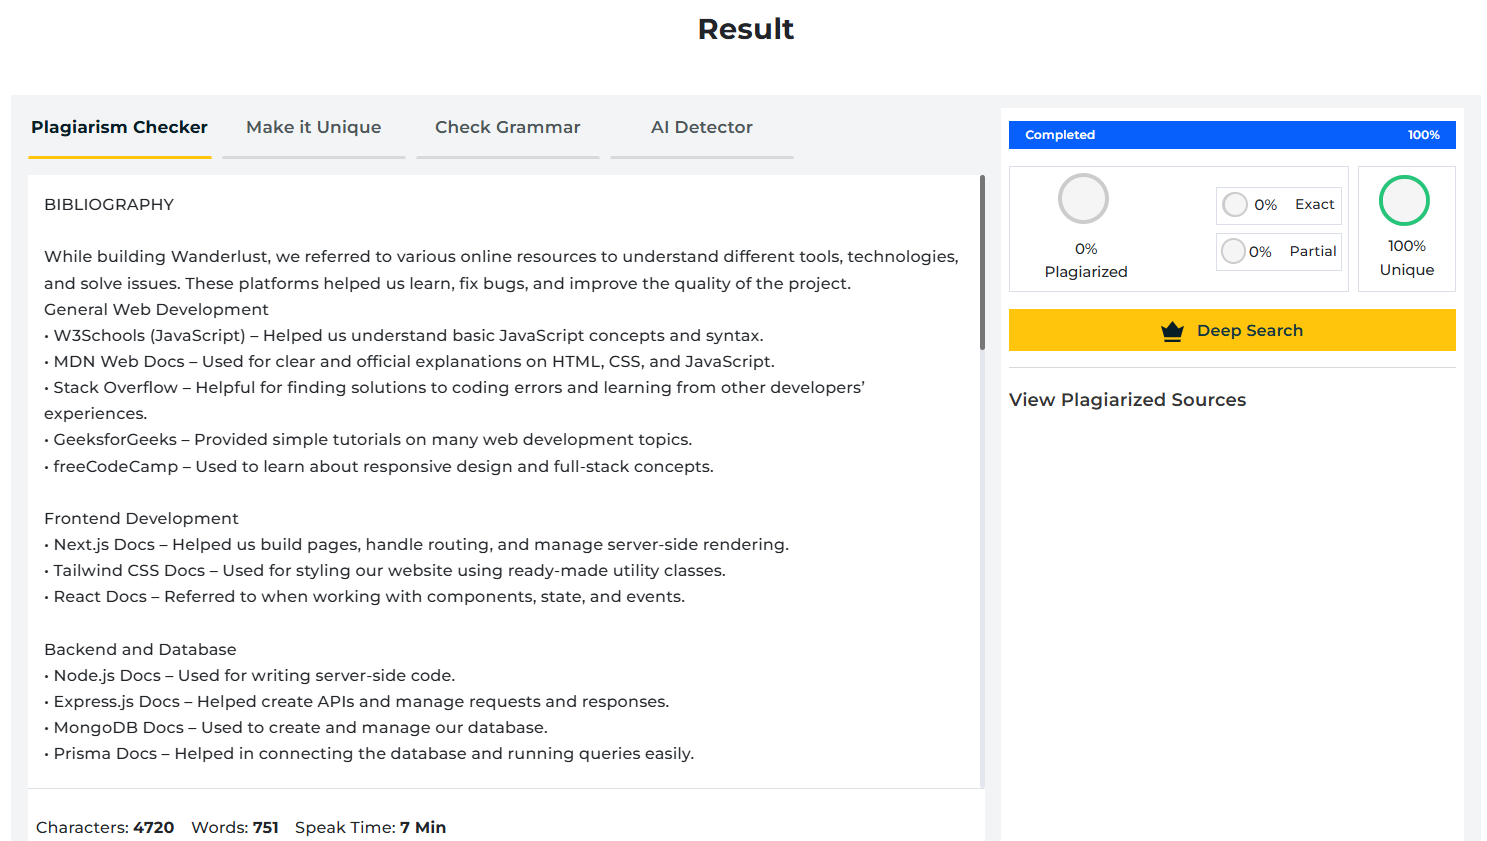 Result
Plagiarism Checker
Make it Unique
Check Grammar
AI Detector
BIBLIOGRAPHY
While building Wanderlust, we referred to various online resources to understand different tools, technologies,
and solve issues. These platforms helped us learn, fix bugs, and improve the quality of the project.
General Web Development
• W3Schools (JavaScript) – Helped us understand basic JavaScript concepts and syntax.
• MDN Web Docs – Used for clear and official explanations on HTML, CSS, and JavaScript.
• Stack Overflow – Helpful for finding solutions to coding errors and learning from other developers’
experiences.
• GeeksforGeeks – Provided simple tutorials on many web development topics.
• freeCodeCamp – Used to learn about responsive design and full-stack concepts.
Frontend Development
• Next.js Docs – Helped us build pages, handle routing, and manage server-side rendering.
• Tailwind CSS Docs – Used for styling our website using ready-made utility classes.
• React Docs – Referred to when working with components, state, and events.
Backend and Database
• Node.js Docs – Used for writing server-side code.
• Express.js Docs – Helped create APIs and manage requests and responses.
• MongoDB Docs – Used to create and manage our database.
• Prisma Docs – Helped in connecting the database and running queries easily.
Characters: 4720 Words: 751 Speak Time: 7 Min
Completed 100%
0%
Plagiarized
0% Exact
0% Partial
100%
Unique
Deep Search
View Plagiarized Sources